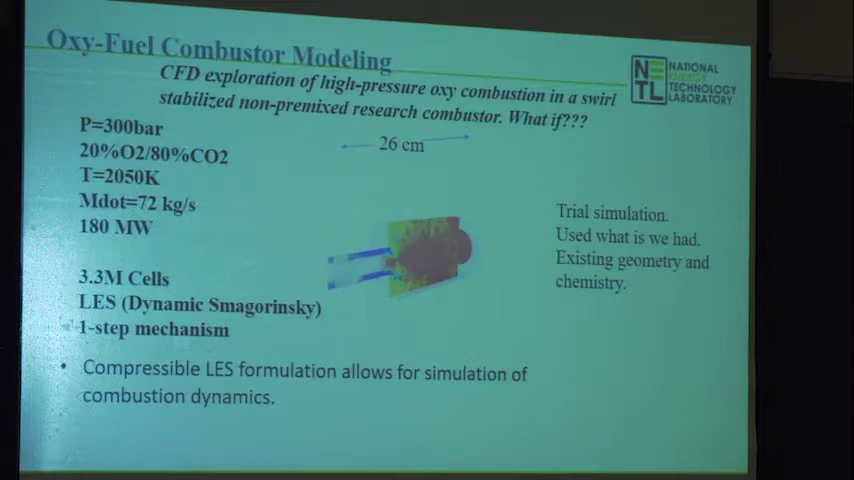 Oxy-Fuel Combustor Modeling
CFD exploration of high-pressure oxy combustion in a swirl
stabilized non-premixed research combustor. What if???
NETL
NATIONAL
ENERGY
TECHNOLOGY
LABORATORY
P=300bar
20%O2/80%CO2
T=2050K
Mdot=72 kg/s
180 MW
26 cm
Trial simulation.
Used what is we had.
Existing geometry and
chemistry.
3.3M Cells
LES (Dynamic Smagorinsky)
1-step mechanism
• Compressible LES formulation allows for simulation of
combustion dynamics.